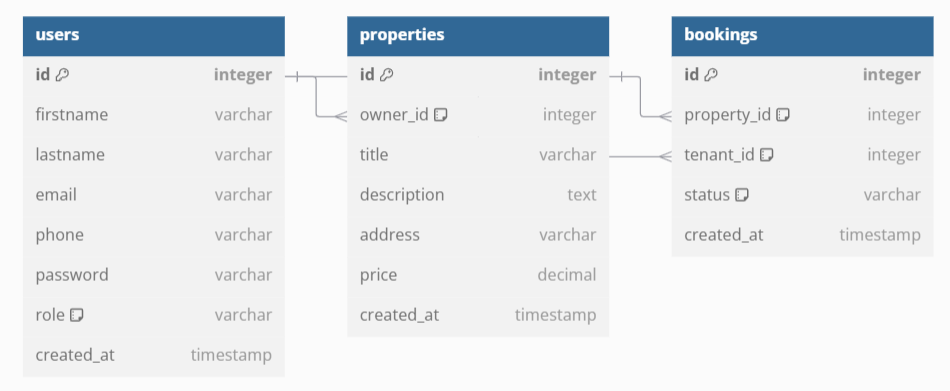 users
id integer
firstname varchar
lastname varchar
email varchar
phone varchar
password varchar
role varchar
created_at timestamp
properties
id integer
owner_id integer
title varchar
description text
address varchar
price decimal
created_at timestamp
bookings
id integer
property_id integer
tenant_id integer
status varchar
created_at timestamp